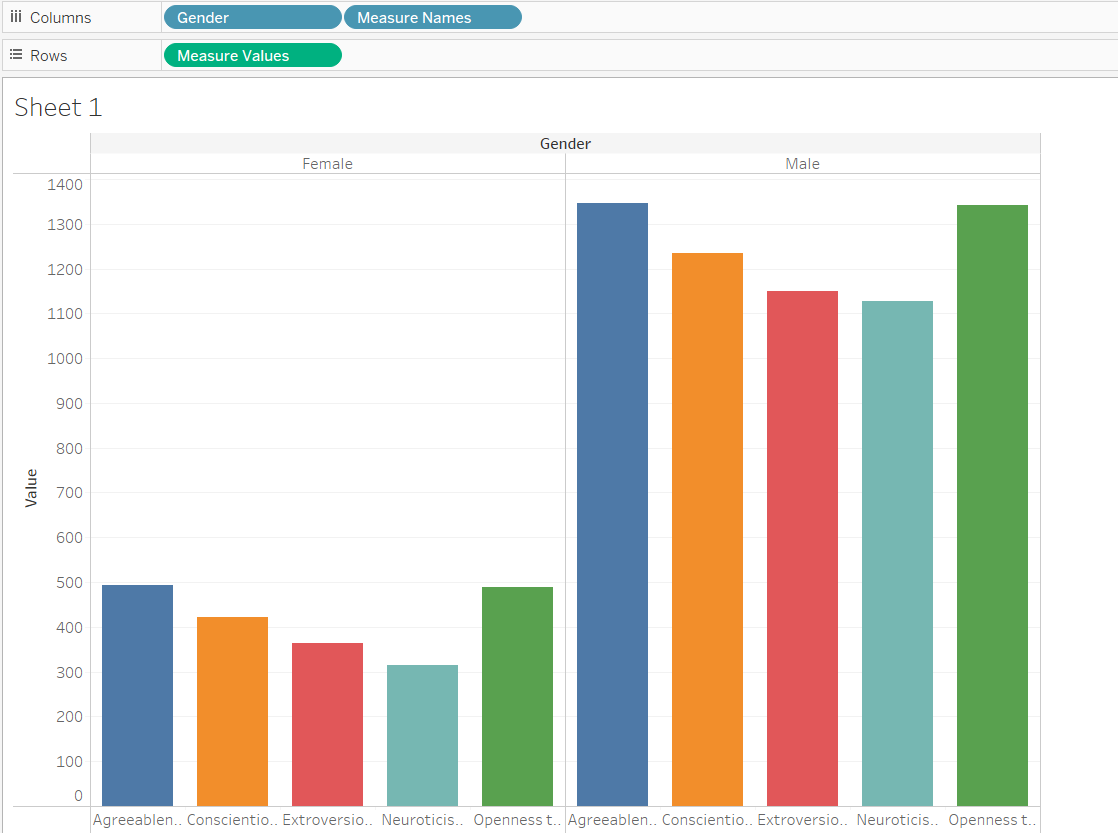 Columns Gender Measure Names
Rows Measure Values
Sheet 1
Gender
Female Male
1400
1300
1200
1100
1000
900
800
700
600
500
400
300
200
100
0
Value
Agreeablen.. Conscientio.. Extroversio.. Neuroticis.. Openness t.. Agreeablen.. Conscientio.. Extroversio.. Neuroticis.. Openness t..